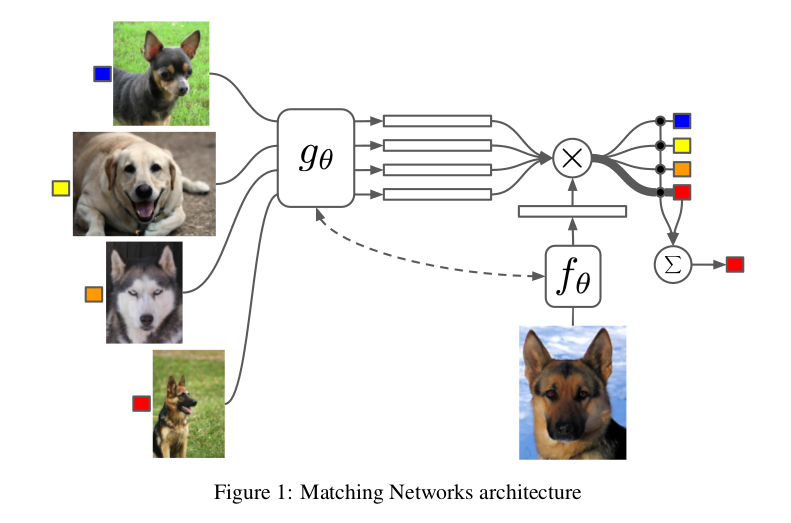 gθ
×
fθ
Σ
Figure 1: Matching Networks architecture